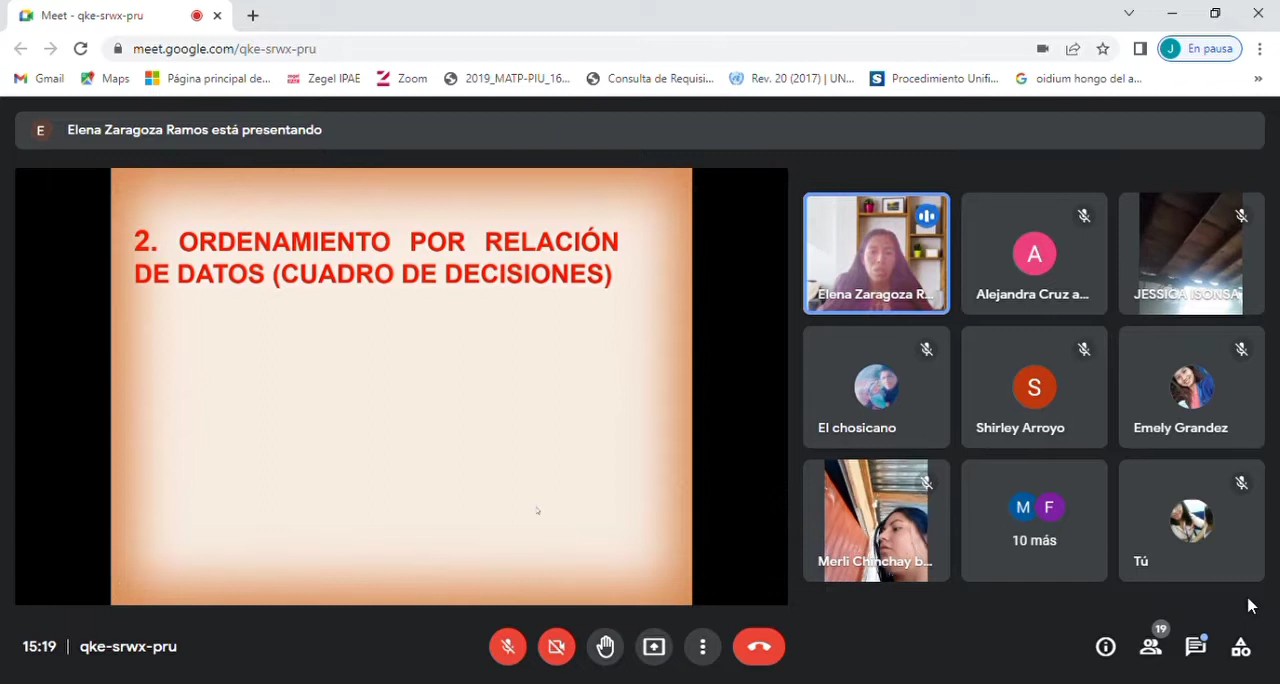 Meet - qke-srwx-pru
meet.google.com/qke-srwx-pru
J En pausa
Gmail Maps Página principal de... Zegel IPAE Zoom 2019_MATP-PIU_16... Consulta de Requisi... Rev. 20 (2017) | UN... Procedimiento Unifi... oidium hongo del a...
E Elena Zaragoza Ramos está presentando
2. ORDENAMIENTO POR RELACIÓN
DE DATOS (CUADRO DE DECISIONES)
Elena Zaragoza R...
A
Alejandra Cruz a...
JESSICA ISONSA
El chosicano
S
Shirley Arroyo
Emely Grandez
Merli Chinchay b...
M F
10 más
Tú
15:19 | qke-srwx-pru
19